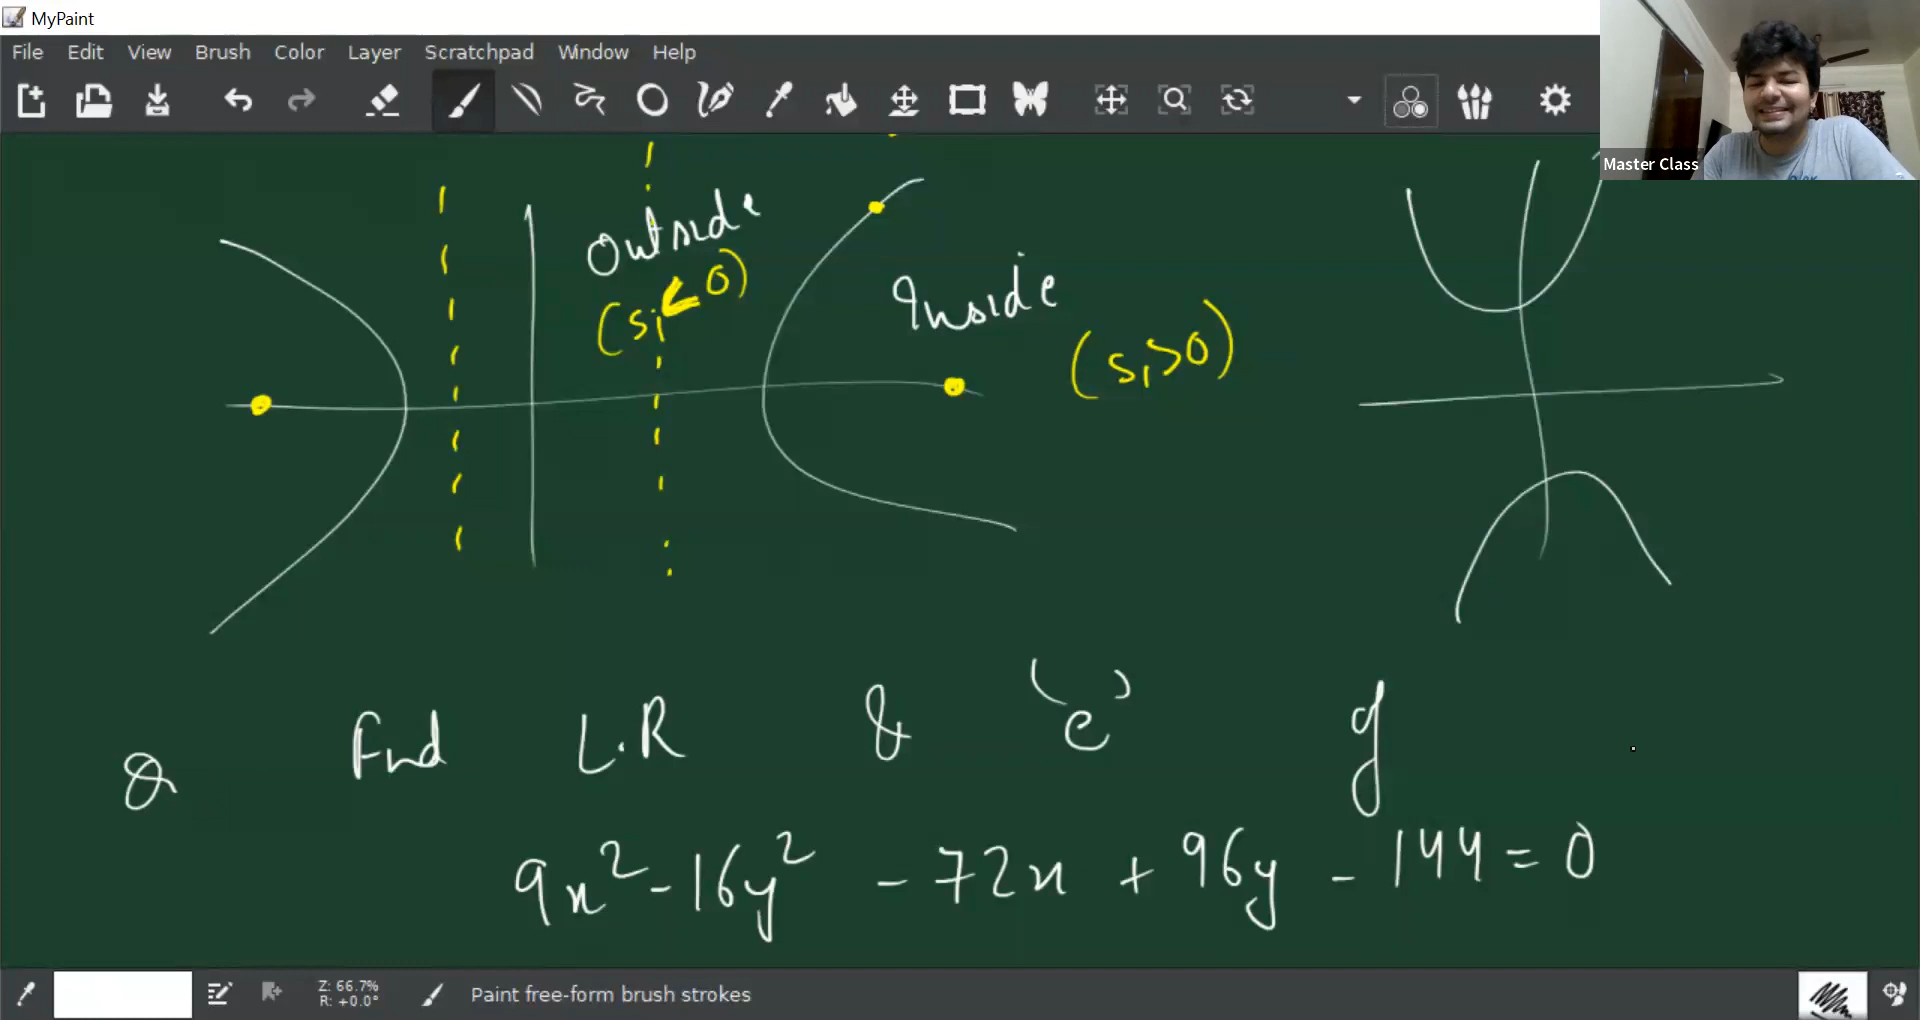 MyPaint
File Edit View Brush Color Layer Scratchpad Window Help
Master Class
Outside
(S₁<0)
Inside
(S₁>0)
Q Find L.R & 'e' of
9x² - 16y² - 72x + 96y - 144 = 0
Z: 66.7%
R: +0.0°
Paint free-form brush strokes